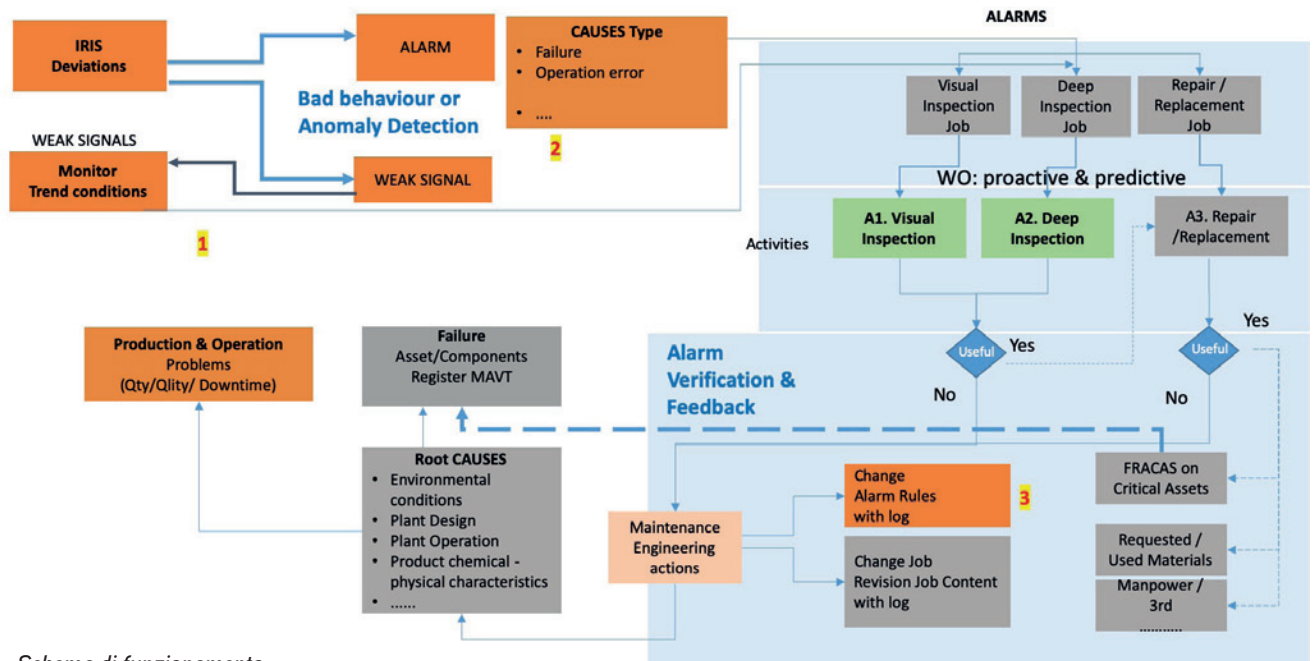 ALARMS
IRIS
Deviations
ALARM
CAUSES Type
• Failure
• Operation error
• ....
Bad behaviour or
Anomaly Detection
2
WEAK SIGNALS
Monitor
Trend conditions
WEAK SIGNAL
1
Visual
Inspection
Job
Deep
Inspection
Job
Repair /
Replacement
Job
WO: proactive & predictive
Activities
A1. Visual
Inspection
A2. Deep
Inspection
A3. Repair
/Replacement
Useful
Yes
No
Useful
Yes
No
Production & Operation
Problems
(Qty/Qlity/ Downtime)
Failure
Asset/Components
Register MAVT
Alarm
Verification &
Feedback
Root CAUSES
• Environmental
conditions
• Plant Design
• Plant Operation
• Product chemical -
physical characteristics
• ......
Maintenance
Engineering
actions
Change
Alarm Rules
with log
3
Change Job
Revision Job Content
with log
FRACAS on
Critical Assets
Requested /
Used Materials
Manpower /
3rd
...........
Schema di funzionamento